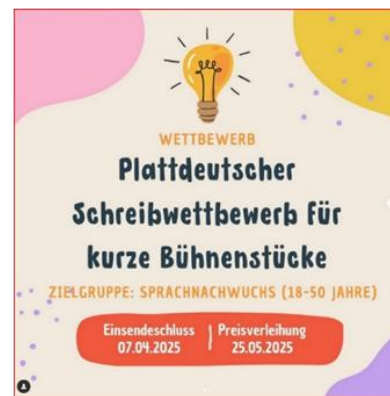 WETTBEWERB
Plattdeutscher
Schreibwettbewerb für
kurze Bühnenstücke
ZIELGRUPPE: SPRACHNACHWUCHS (18-50 JAHRE)
Einsendeschluss | Preisverleihung
07.04.2025 | 25.05.2025